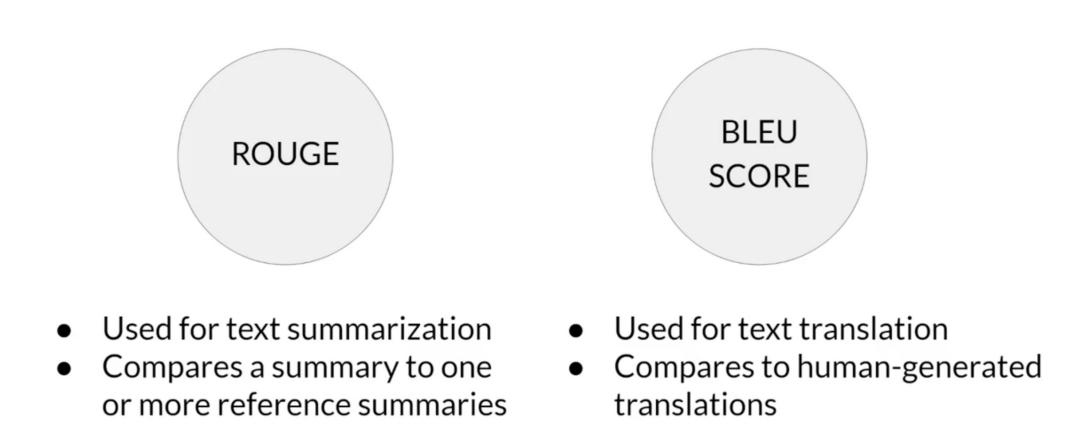 ROUGE
BLEU
SCORE
● Used for text summarization
● Compares a summary to one
or more reference summaries
● Used for text translation
● Compares to human-generated
translations